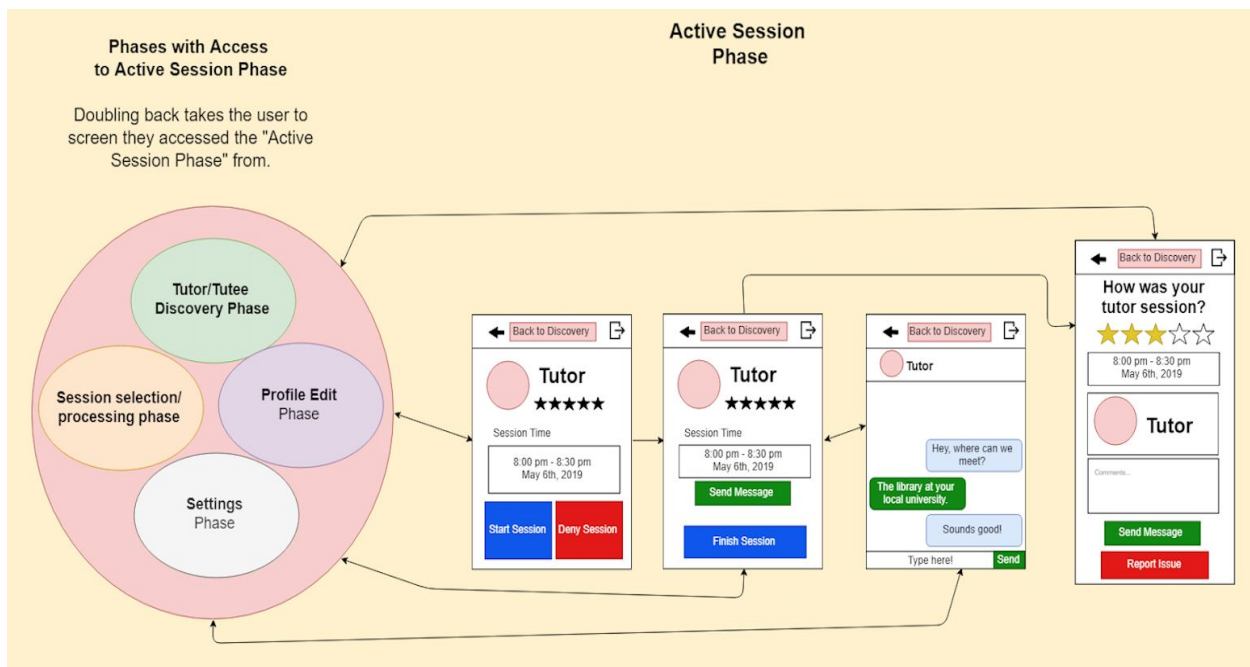 Phases with Access
to Active Session Phase
Doubling back takes the user to
screen they accessed the "Active
Session Phase" from.
Active Session
Phase
Tutor/Tutee
Discovery Phase
Session selection/
processing phase
Profile Edit
Phase
Settings
Phase
Back to Discovery
Tutor
Session Time
8:00 pm - 8:30 pm
May 6th, 2019
Start Session
Deny Session
Back to Discovery
Tutor
Session Time
8:00 pm - 8:30 pm
May 6th, 2019
Send Message
Finish Session
Back to Discovery
Tutor
Hey, where can we
meet?
The library at your
local university.
Sounds good!
Type here!
Send
Back to Discovery
How was your
tutor session?
8:00 pm - 8:30 pm
May 6th, 2019
Tutor
Comments...
Send Message
Report Issue